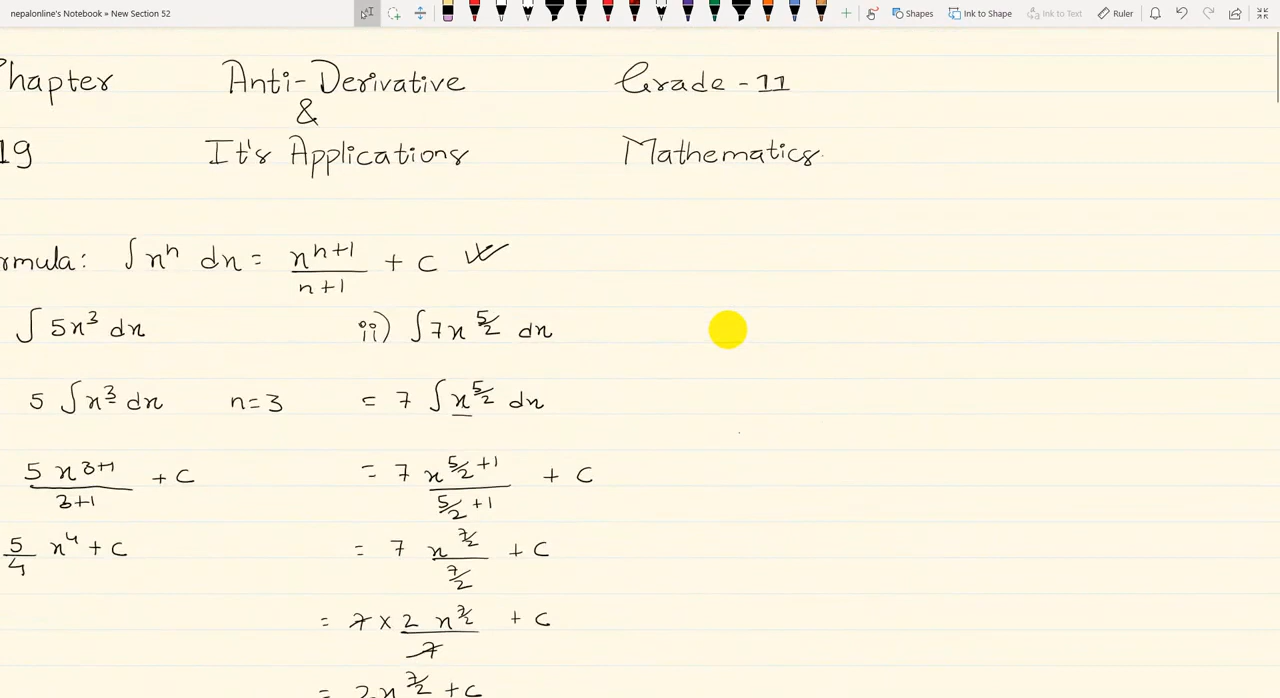 nepalonline's Notebook » New Section 52
Shapes Ink to Shape Ink to Text Ruler
hapter Anti-Derivative Grade - 11
&
19 It's Applications Mathematics.
rmula: ∫xⁿ dx = xⁿ⁺¹/n+1 + C
∫ 5x³ dx ii) ∫ 7x^5/2 dx
5 ∫ x³ dx n=3 = 7 ∫ x^5/2 dx
5 x^3+1/3+1 + C = 7 x^5/2+1/5/2+1 + C
5/4 x⁴ + C = 7 x^7/2/7/2 + C
= 7 × 2 x^7/2/7 + C
= 2x^7/2 + C